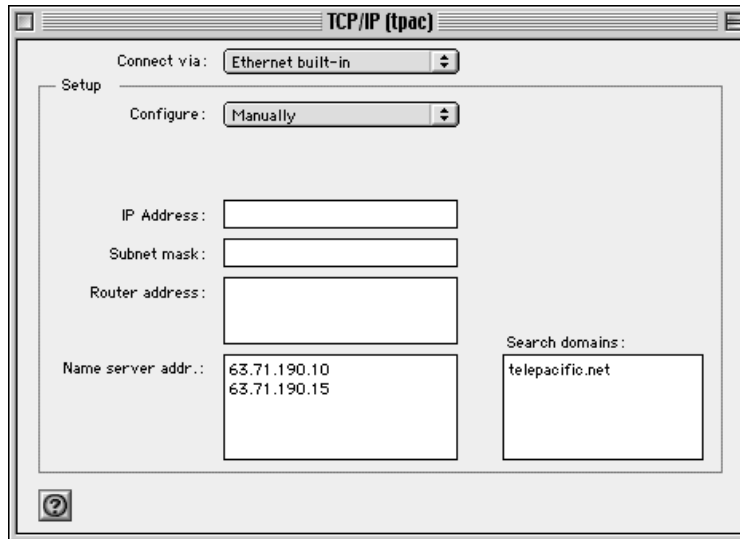 TCP/IP (tpac)
Connect via: Ethernet built-in
Setup
Configure: Manually
IP Address:
Subnet mask:
Router address:
Search domains:
Name server addr.: 63.71.190.10 telepacific.net
63.71.190.15
?